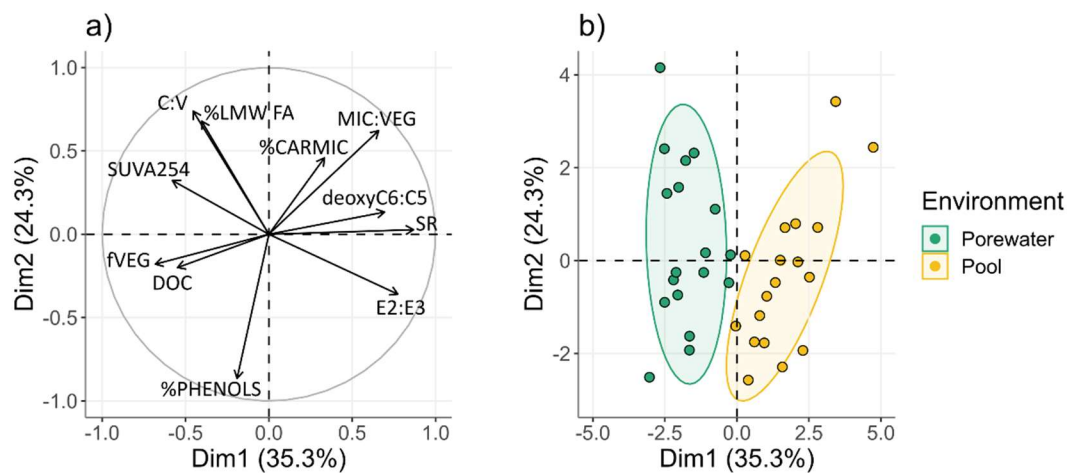 a)
Dim2 (24.3%)
1.0
0.5
0.0
-0.5
-1.0
C:V
%LMW FA
MIC:VEG
%CARMIC
SUVA254
deoxyC6:C5
SR
fVEG
DOC
E2:E3
%PHENOLS
-1.0 -0.5 0.0 0.5 1.0
Dim1 (35.3%)
b)
Dim2 (24.3%)
4
2
0
-2
-5.0 -2.5 0.0 2.5 5.0
Dim1 (35.3%)
Environment
Porewater
Pool